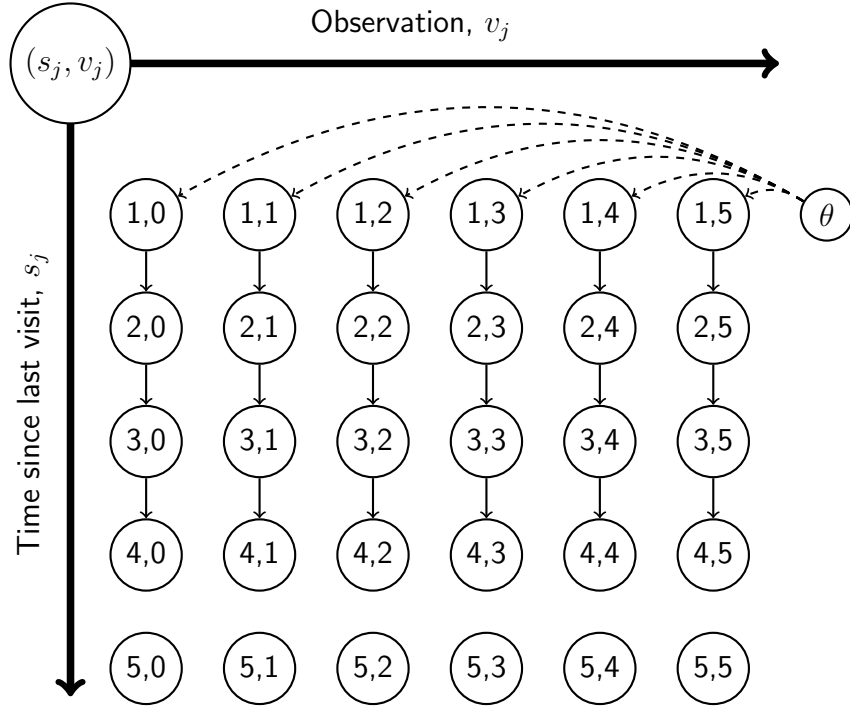 Observation, $v_j$
$(s_j, v_j)$
1,0 1,1 1,2 1,3 1,4 1,5 $\theta$
2,0 2,1 2,2 2,3 2,4 2,5
3,0 3,1 3,2 3,3 3,4 3,5
4,0 4,1 4,2 4,3 4,4 4,5
5,0 5,1 5,2 5,3 5,4 5,5
Time since last visit, $s_j$